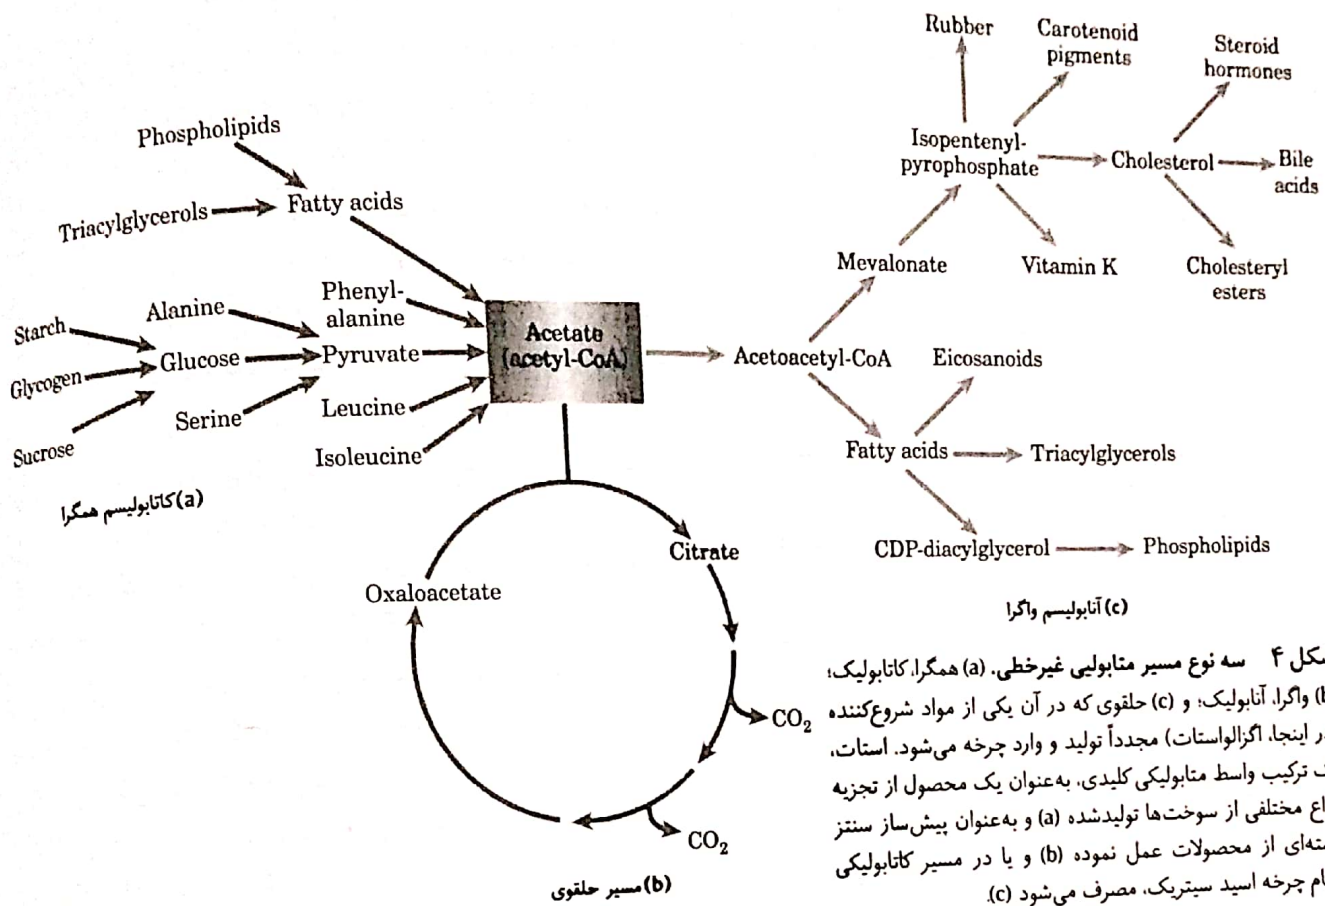 Rubber
Carotenoid
pigments
Steroid
hormones
Phospholipids
Isopentenyl-
pyrophosphate
Cholesterol
Bile
acids
Triacylglycerols
Fatty acids
Mevalonate
Vitamin K
Cholesteryl
esters
Starch
Alanine
Phenyl-
alanine
Acetate
(acetyl-CoA)
Glycogen
Glucose
Pyruvate
Acetoacetyl-CoA
Eicosanoids
Sucrose
Serine
Leucine
Isoleucine
Fatty acids
Triacylglycerols
(a) کاتابولیسم همگرا
CDP-diacylglycerol
Phospholipids
Citrate
Oxaloacetate
(c) آنابولیسم واگرا
CO2
CO2
(b) مسیر حلقوی
شکل ۴ سه نوع مسیر متابولیی غیرخطی. (a) همگرا، کاتابولیک؛
(b) واگرا، آنابولیک؛ و (c) حلقوی که در آن یکی از مواد شروع‌کننده
در اینجا، اگزالواستات) مجدداً تولید و وارد چرخه می‌شود. استات،
ترکیب واسط متابولیکی کلیدی، به‌عنوان یک محصول از تجزیه
مختلفی از سوخت‌ها تولیدشده (a) و به‌عنوان پیش‌ساز سنتز
از محصولات عمل نموده (b) و یا در مسیر کاتابولیکی
چرخه اسید سیتریک، مصرف می‌شود (c).